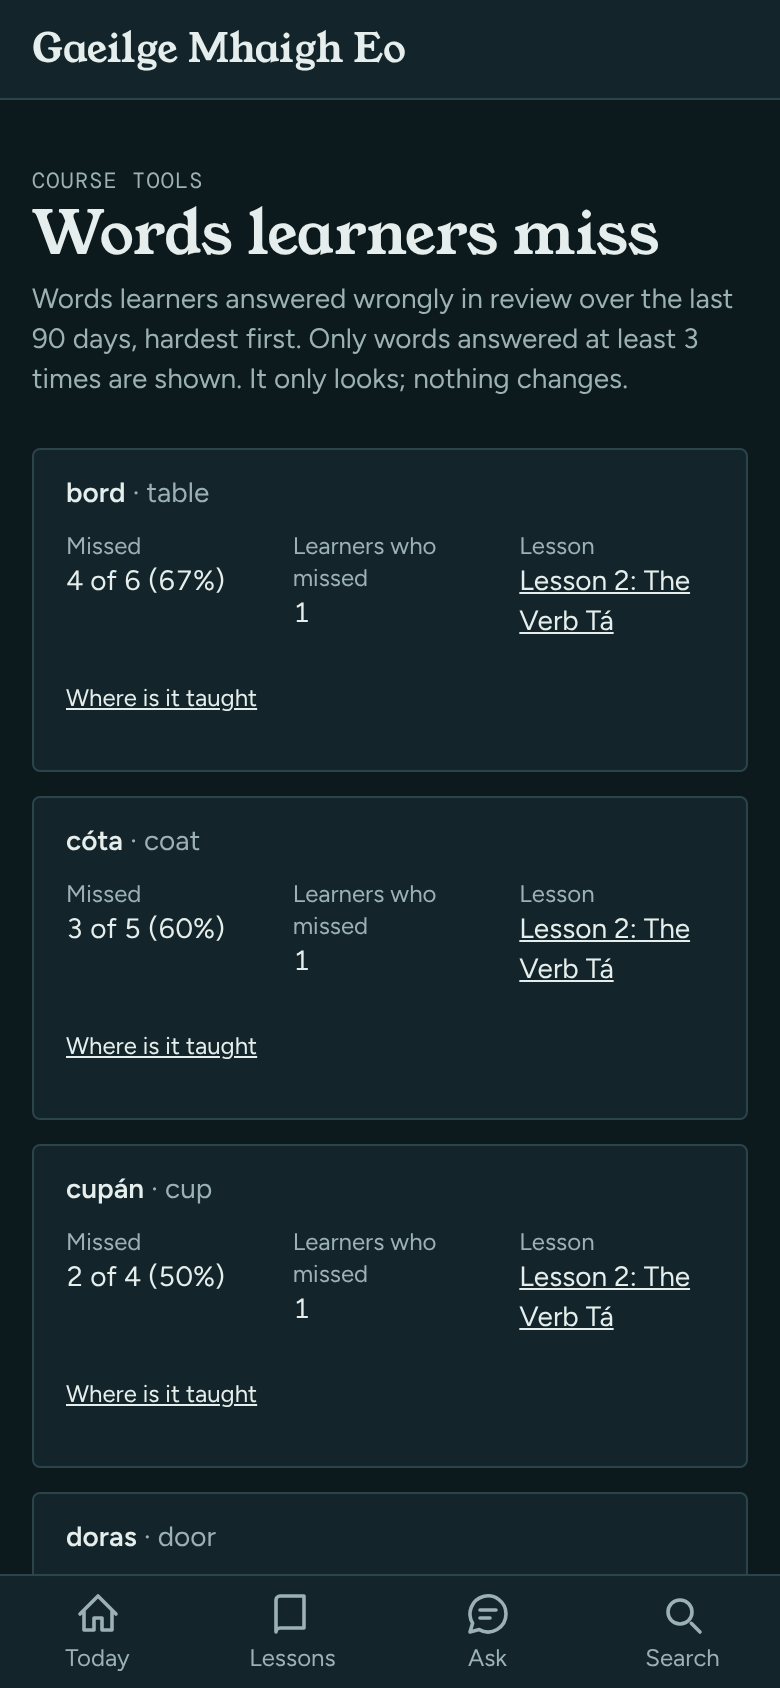 Gaeilge Mhaigh Eo
COURSE TOOLS
Words learners miss
Words learners answered wrongly in review over the last
90 days, hardest first. Only words answered at least 3
times are shown. It only looks; nothing changes.
bord · table
Missed
4 of 6 (67%)
Learners who
missed
1
Lesson
Lesson 2: The
Verb Tá
Where is it taught
cóta · coat
Missed
3 of 5 (60%)
Learners who
missed
1
Lesson
Lesson 2: The
Verb Tá
Where is it taught
cupán · cup
Missed
2 of 4 (50%)
Learners who
missed
1
Lesson
Lesson 2: The
Verb Tá
Where is it taught
doras · door
Today
Lessons
Ask
Search